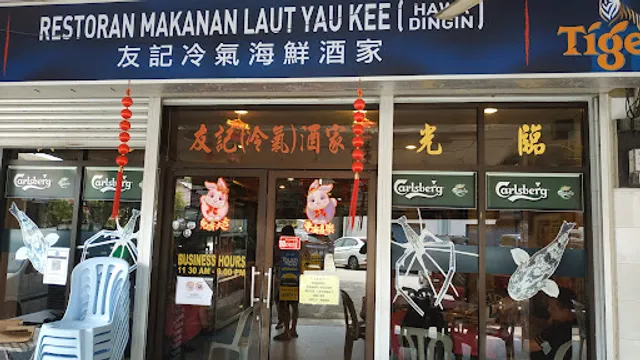 RESTORAN MAKANAN LAUT YAU KEE (HAWA DINGIN)
Tiger
友記冷氣海鮮酒家
友記(冷氣)酒家
光 臨
Carlsberg
Carlsberg
Carlsberg
Carlsberg
BUSINESS HOURS
11 30 AM - 9.00 PM